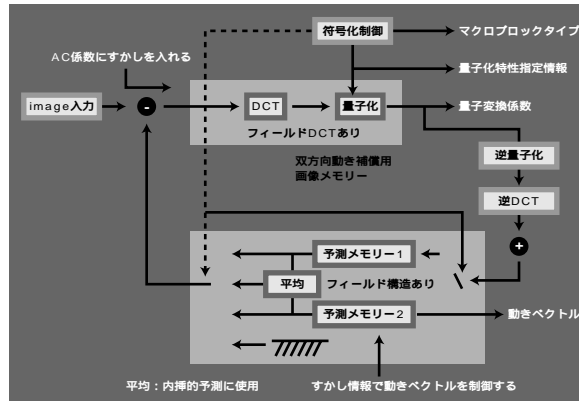 符号化制御
マクロブロックタイプ
AC係数にすかしを入れる
量子化特性指定情報
image入力
-
DCT
量子化
量子変換係数
フィールドDCTあり
逆量子化
双方向動き補償用
画像メモリー
逆DCT
+
予測メモリー1
平均
フィールド構造あり
予測メモリー2
動きベクトル
平均：内挿的予測に使用
すかし情報で動きベクトルを制御する